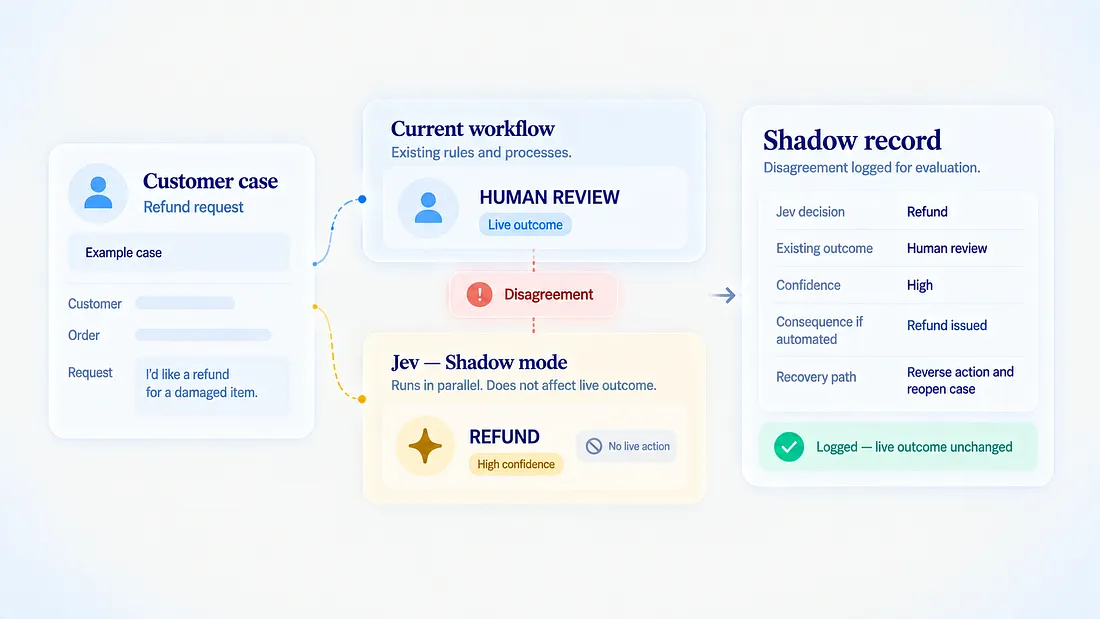 Customer case
Refund request
Example case
Customer
Order
Request
I'd like a refund
for a damaged item.
Current workflow
Existing rules and processes.
HUMAN REVIEW
Live outcome
Disagreement
Jev — Shadow mode
Runs in parallel. Does not affect live outcome.
REFUND
High confidence
No live action
Shadow record
Disagreement logged for evaluation.
Jev decision
Refund
Existing outcome
Human review
Confidence
High
Consequence if
automated
Refund issued
Recovery path
Reverse action and
reopen case
Logged — live outcome unchanged